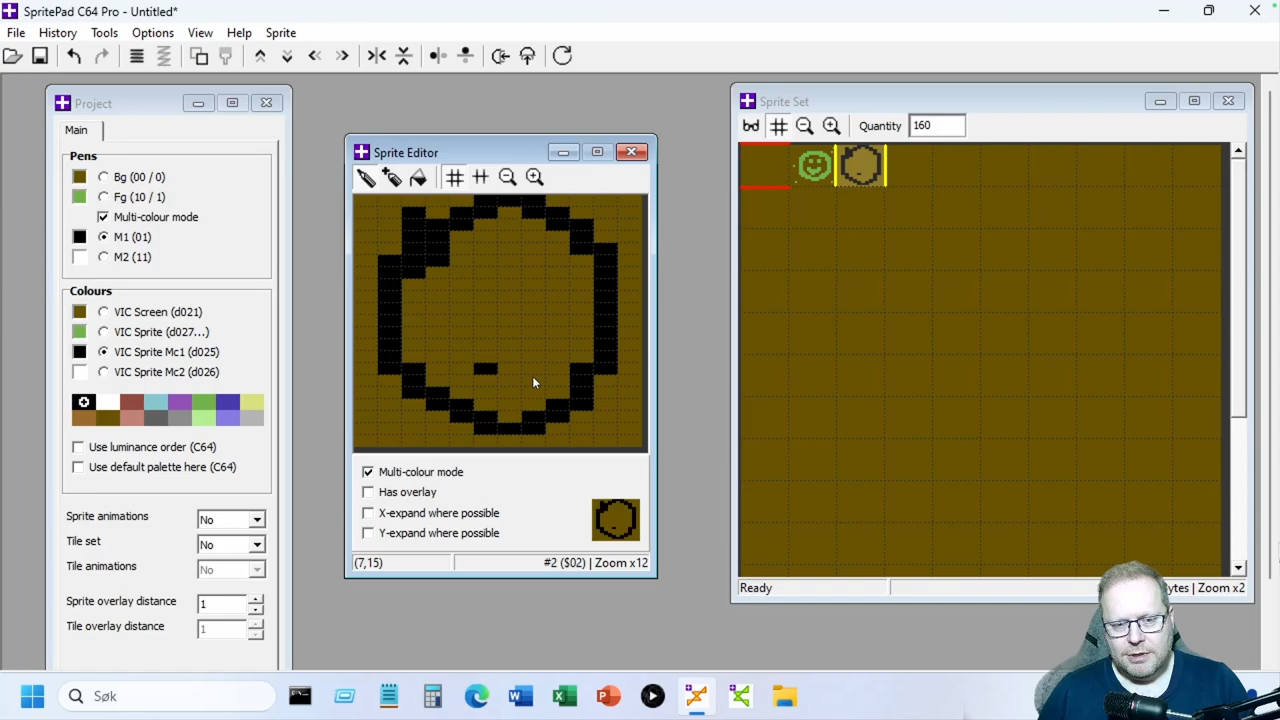 SpritePad C64 Pro - Untitled*
File History Tools Options View Help Sprite
Project
Main
Pens
Bg (00 / 0)
Fg (10 / 1)
Multi-colour mode
M1 (01)
M2 (11)
Colours
VIC Screen (d021)
VIC Sprite (d027...)
VIC Sprite Mc1 (d025)
VIC Sprite Mc2 (d026)
Use luminance order (C64)
Use default palette here (C64)
Sprite animations No
Tile set No
Tile animations No
Sprite overlay distance 1
Tile overlay distance 1
Sprite Editor
Multi-colour mode
Has overlay
X-expand where possible
Y-expand where possible
(7,15) #2 ($02) | Zoom x12
Sprite Set
Quantity 160
Ready ytes | Zoom x2
Søk